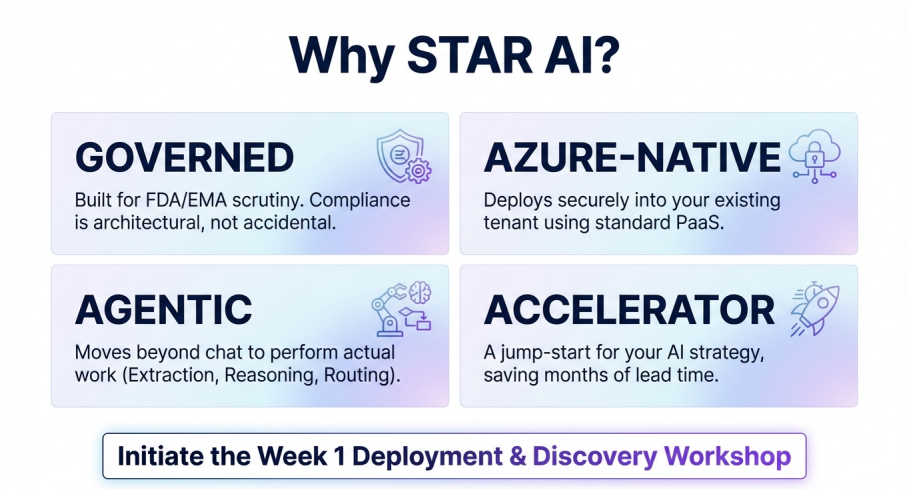 Why STAR AI?
GOVERNED
Built for FDA/EMA scrutiny. Compliance
is architectural, not accidental.
AZURE-NATIVE
Deploys securely into your existing
tenant using standard PaaS.
AGENTIC
Moves beyond chat to perform actual
work (Extraction, Reasoning, Routing).
ACCELERATOR
A jump-start for your AI strategy,
saving months of lead time.
Initiate the Week 1 Deployment & Discovery Workshop